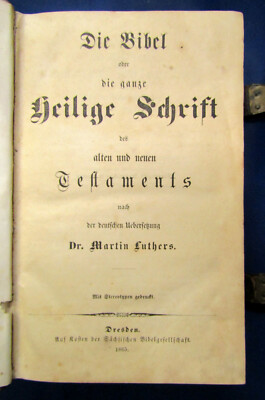 Die Bibel
oder
die ganze
Heilige Schrift
des
alten und neuen
Testaments
nach
der deutschen Uebersetzung
Dr. Martin Luthers.
Mit Stereotypen gedruckt.
Dresden.
Auf Kosten der Sächsischen Bibelgesellschaft.